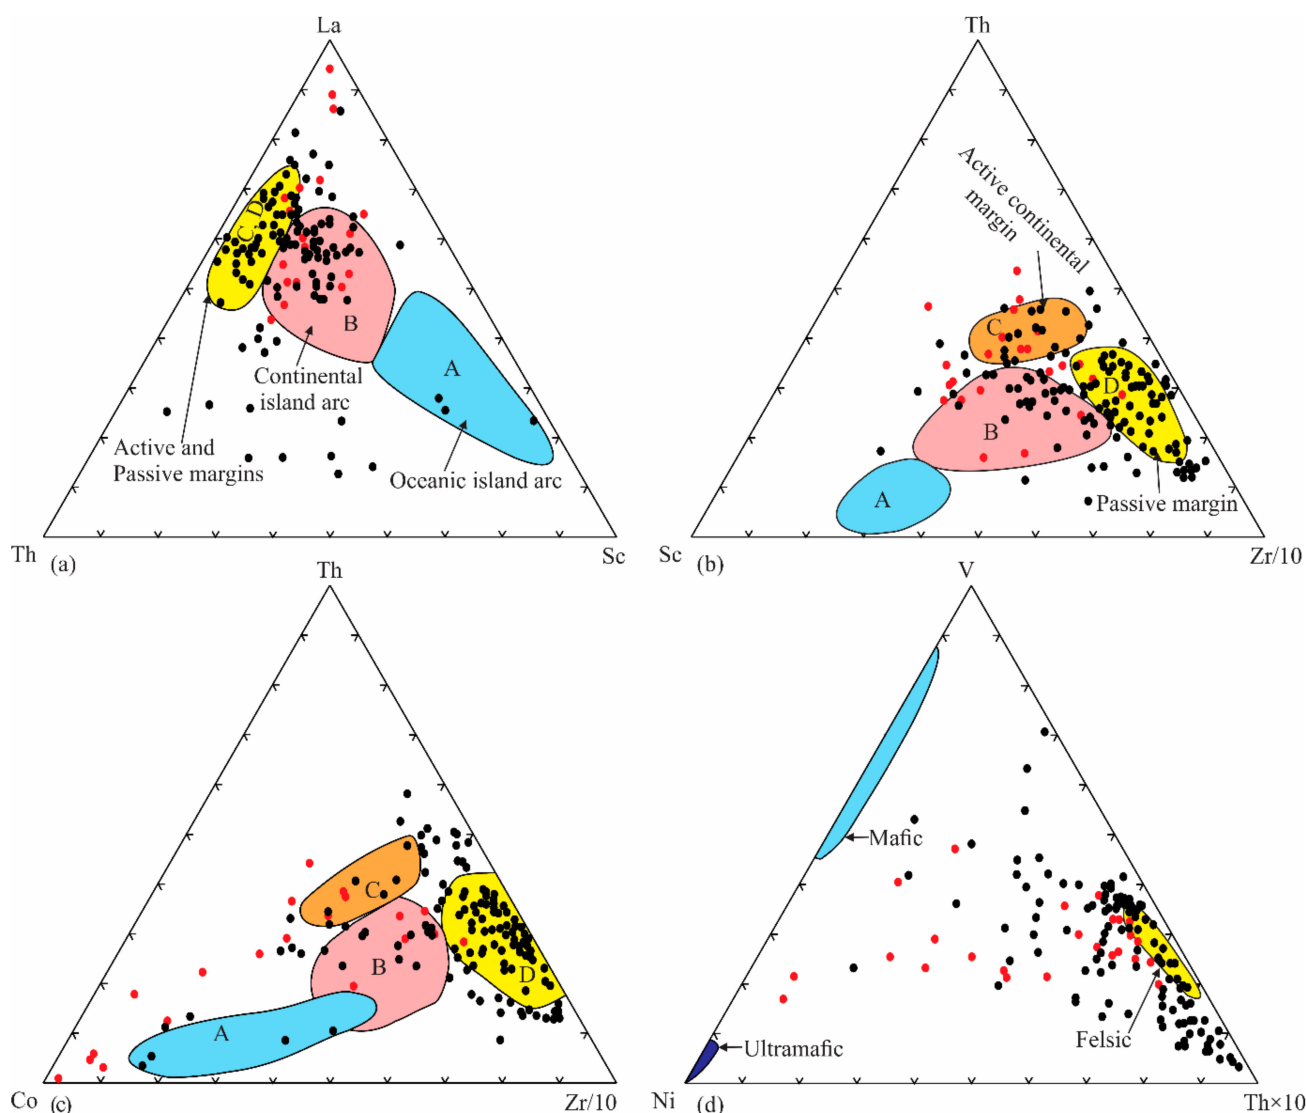 La
C, D
B
Continental
island arc
A
Active and
Passive margins
Oceanic island arc
Th
(a)
Sc
Th
Active continental
margin
C
D
B
A
Passive margin
Sc
(b)
Zr/10
Th
C
B
D
A
Co
(c)
Zr/10
V
Mafic
Ultramafic
Felsic
Ni
(d)
Th×10